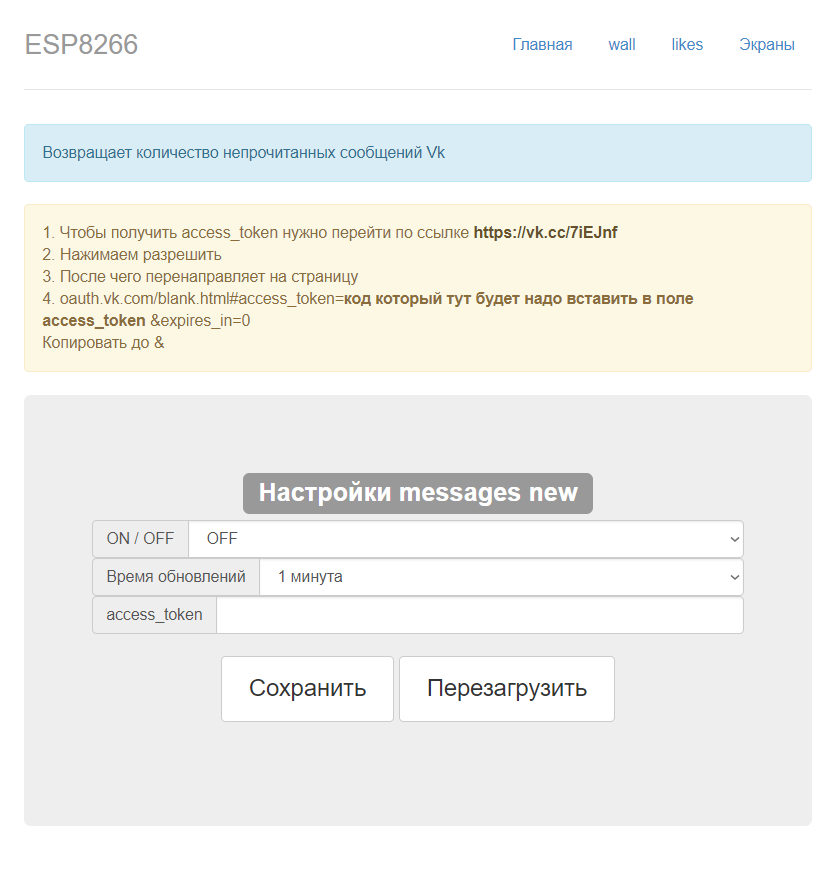 ESP8266
Главная wall likes Экраны
Возвращает количество непрочитанных сообщений Vk
1. Чтобы получить access_token нужно перейти по ссылке https://vk.cc/7iEJnf
2. Нажимаем разрешить
3. После чего перенаправляет на страницу
4. oauth.vk.com/blank.html#access_token=код который тут будет надо вставить в поле
access_token &expires_in=0
Копировать до &
Настройки messages new
ON / OFF OFF
Время обновлений 1 минута
access_token
Сохранить Перезагрузить